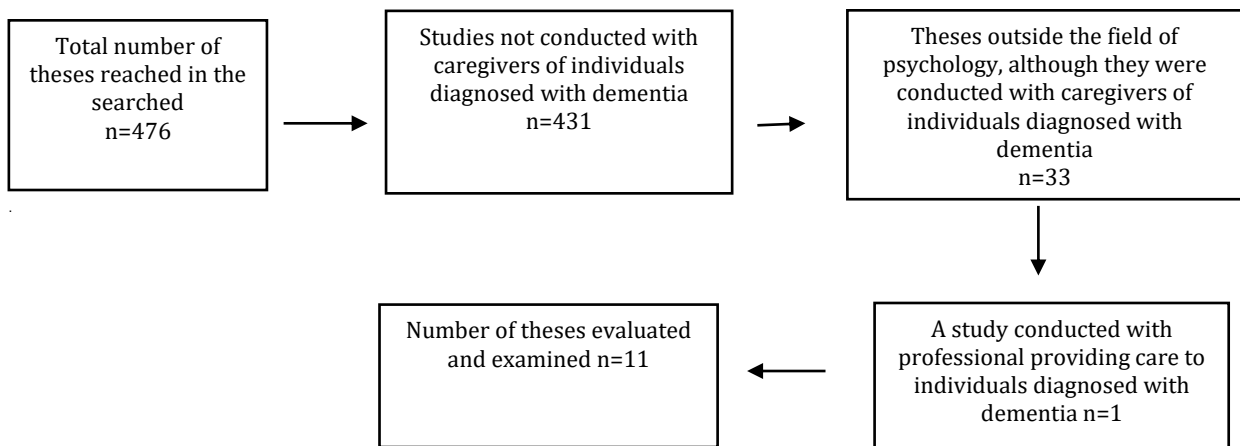 Total number of
theses reached in the
searched
n=476
Studies not conducted with
caregivers of individuals
diagnosed with dementia
n=431
Theses outside the field of
psychology, although they were
conducted with caregivers of
individuals diagnosed with
dementia
n=33
.
A study conducted with
professional providing care to
individuals diagnosed with
dementia n=1
Number of theses evaluated
and examined n=11